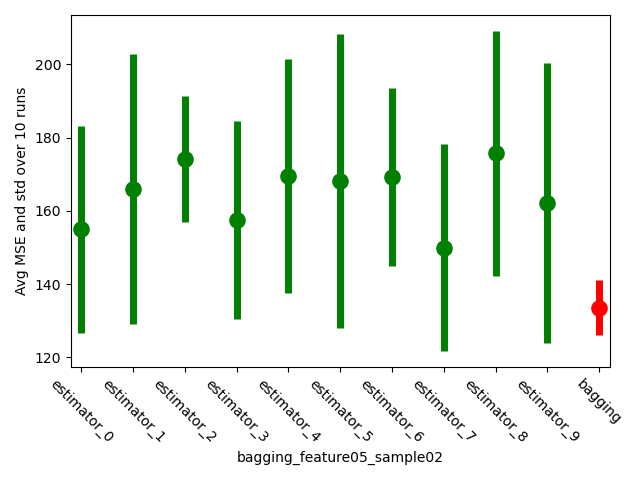 Avg MSE and std over 10 runs
200
180
160
140
120
estimator_0
estimator_1
estimator_2
estimator_3
estimator_4
estimator_5
estimator_6
estimator_7
estimator_8
estimator_9
bagging
bagging_feature05_sample02